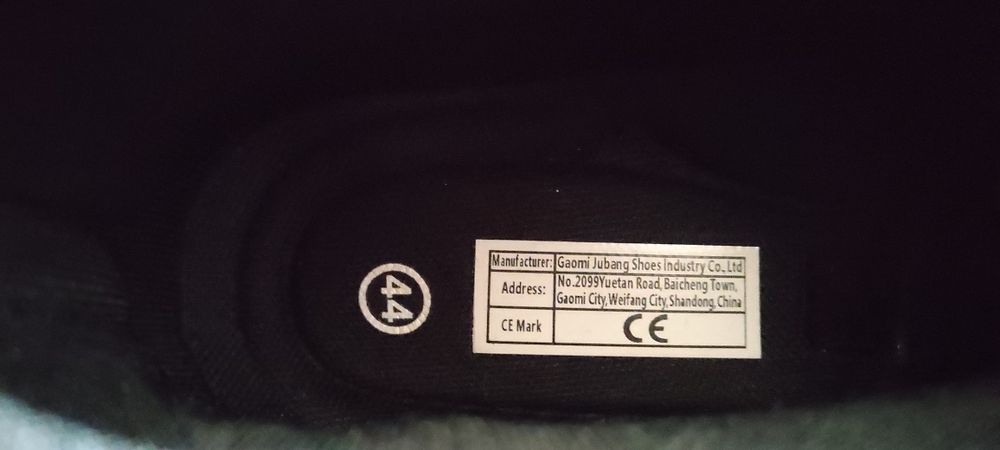 44
Manufacturer: Gaomi Jubang Shoes Industry Co., Ltd
Address: No.2099Yuetan Road, Baicheng Town,
Gaomi City, Weifang City, Shandong, China
CE Mark CE